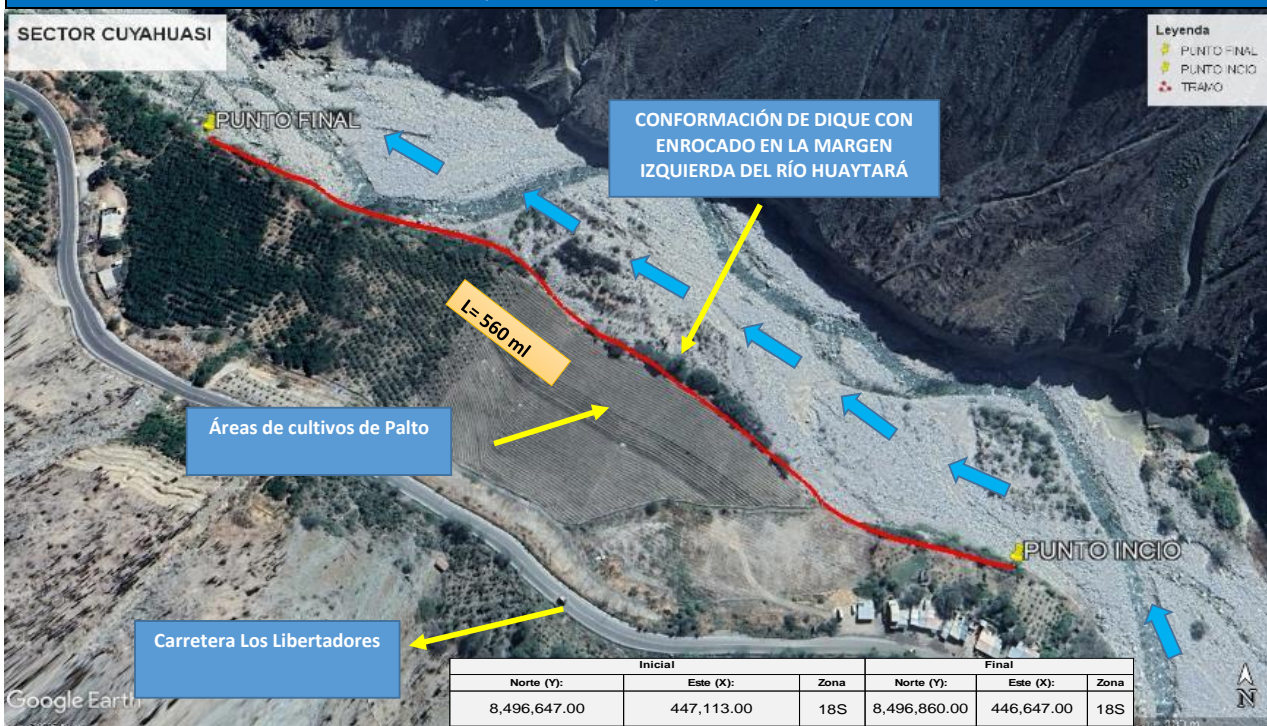 SECTOR CUYAHUASI
Leyenda
PUNTO FINAL
PUNTO INCIO
TRAMO
PUNTO FINAL
CONFORMACIÓN DE DIQUE CON
ENROCADO EN LA MARGEN
IZQUIERDA DEL RÍO HUAYTARÁ
L= 560 ml
Áreas de cultivos de Palto
PUNTO INCIO
Carretera Los Libertadores
Inicial Final
Norte (Y): Este (X): Zona Norte (Y): Este (X): Zona
8,496,647.00 447,113.00 18S 8,496,860.00 446,647.00 18S
Google Earth
N